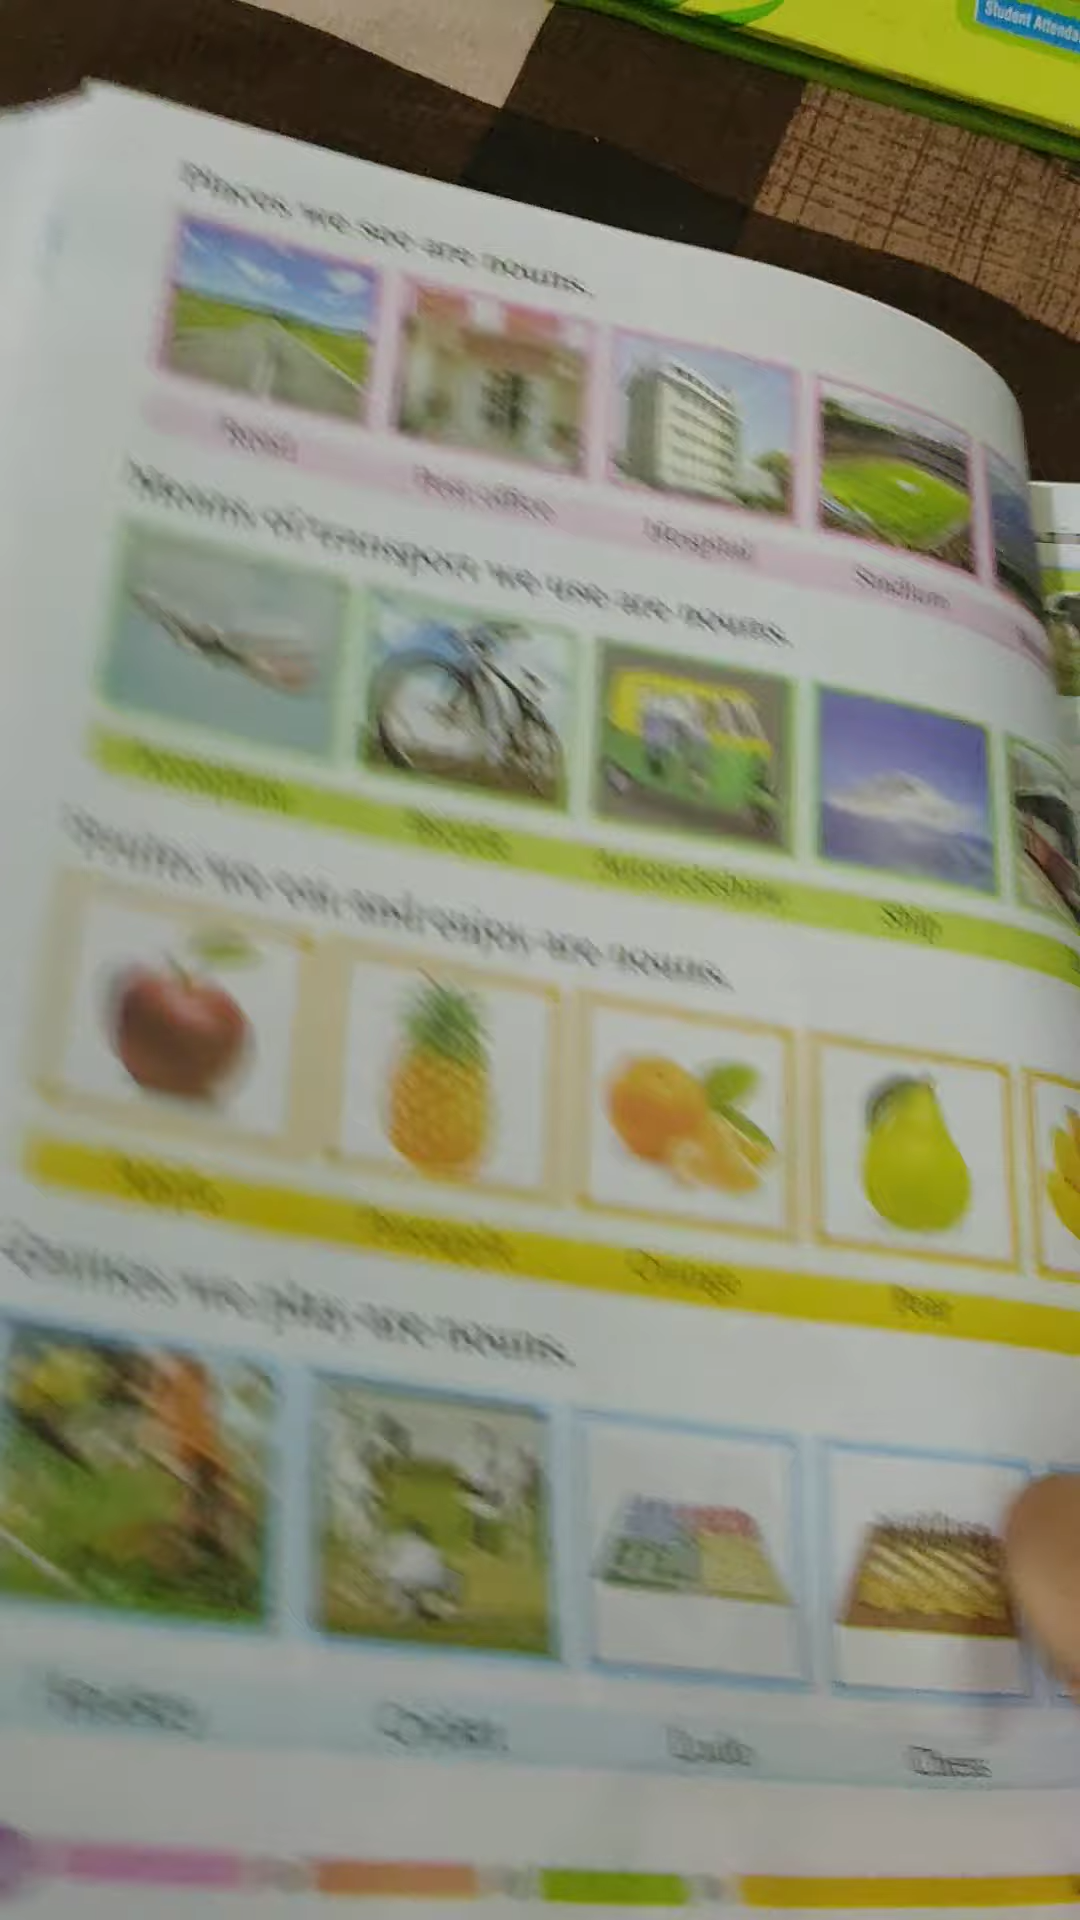 Student Attenda
Places we see are nouns.
Road Post office Hospital Stadium
Means of transport we use are nouns.
Aeroplane Bicycle Autorickshaw Ship
Fruits we eat and enjoy are nouns.
Apple Pineapple Orange Pear
Games we play are nouns.
Cricket Ludo Chess